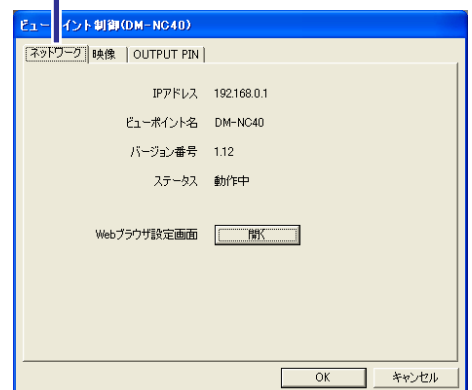 ビューポイント制御(DM-NC40)
ネットワーク 映像 OUTPUT PIN
IPアドレス 192.168.0.1
ビューポイント名 DM-NC40
バージョン番号 1.12
ステータス 動作中
Webブラウザ設定画面 開く
OK キャンセル